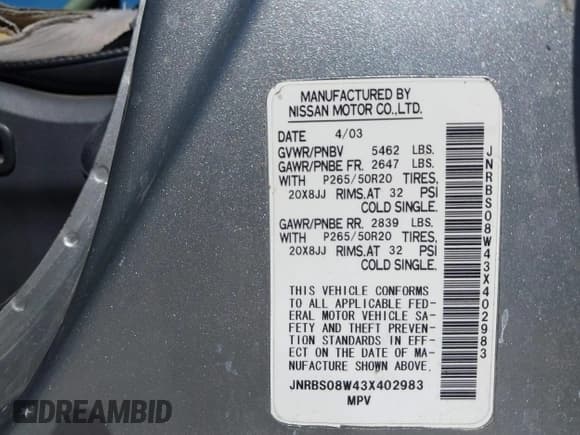 MANUFACTURED BY
NISSAN MOTOR CO.,LTD.
DATE 4/03
GVWR/PNBV 5462 LBS.
GAWR/PNBE FR. 2647 LBS.
WITH P265/50R20 TIRES,
20X8JJ RIMS,AT 32 PSI
COLD SINGLE.
GAWR/PNBE RR. 2839 LBS.
WITH P265/50R20 TIRES,
20X8JJ RIMS,AT 32 PSI
COLD SINGLE.
THIS VEHICLE CONFORMS
TO ALL APPLICABLE FED-
ERAL MOTOR VEHICLE SA-
FETY AND THEFT PREVEN-
TION STANDARDS IN EFF-
ECT ON THE DATE OF MA-
NUFACTURE SHOWN ABOVE.
JNRBS08W43X402983
MPV
JNRBS08W43X402983
DREAMBID